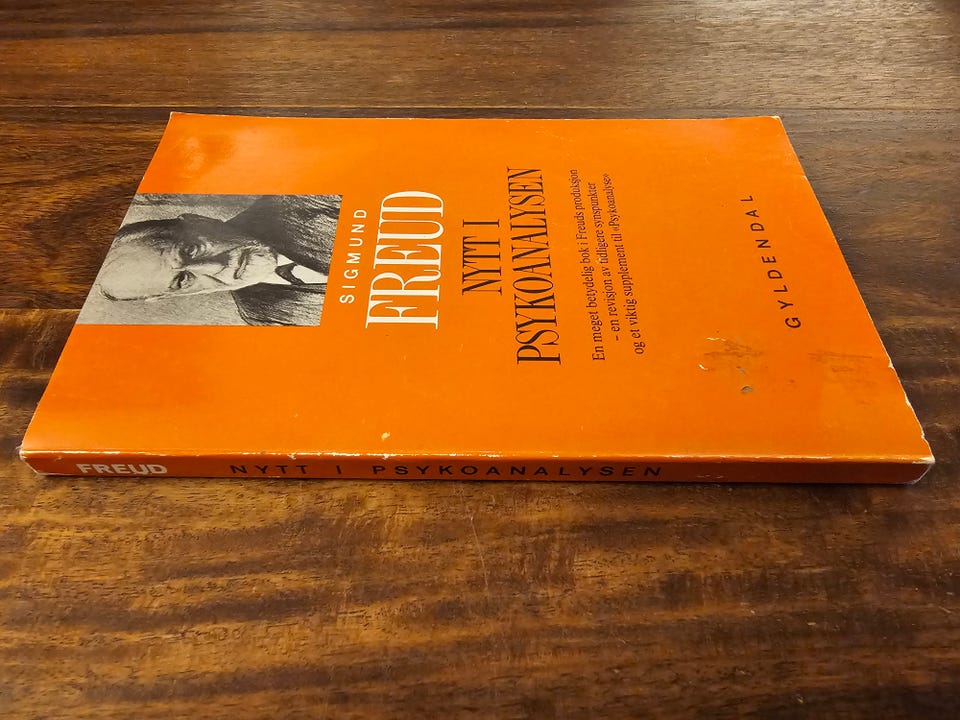 SIGMUND
FREUD
NYTT I
PSYKOANALYSEN
En meget betydelig bok i Freuds produksjon
– en revisjon av tidligere synspunkter
og et viktig supplement til «Psykoanalyse»
GYLDENDAL
FREUD NYTT I PSYKOANALYSEN